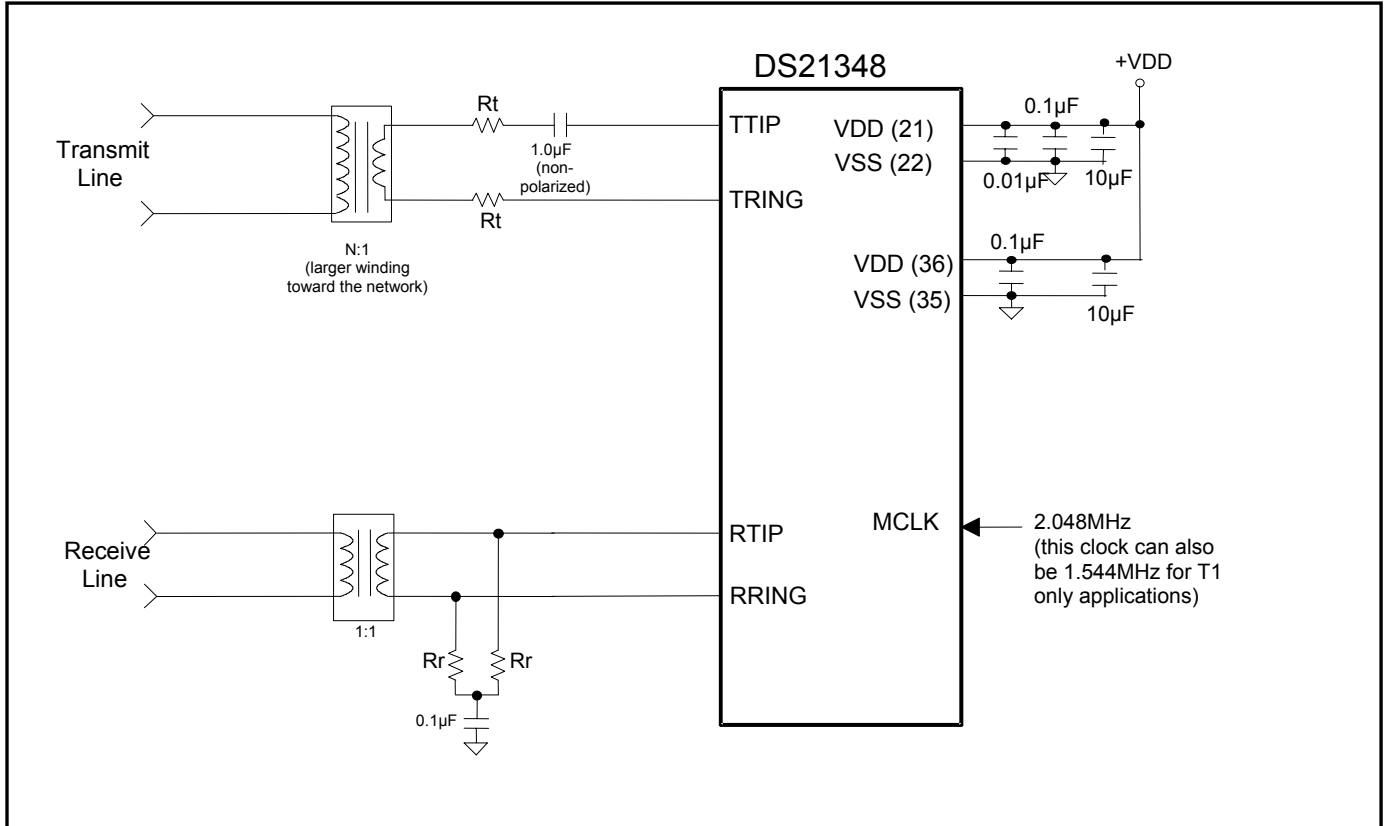 DS21348
+VDD
Transmit
Line
N:1
(larger winding
toward the network)
Rt
1.0µF
(non-
polarized)
Rt
TTIP
TRING
VDD (21)
VSS (22)
0.1µF
0.01µF
10µF
VDD (36)
VSS (35)
0.1µF
10µF
Receive
Line
1:1
Rr
Rr
0.1µF
RTIP
RRING
MCLK
2.048MHz
(this clock can also
be 1.544MHz for T1
only applications)